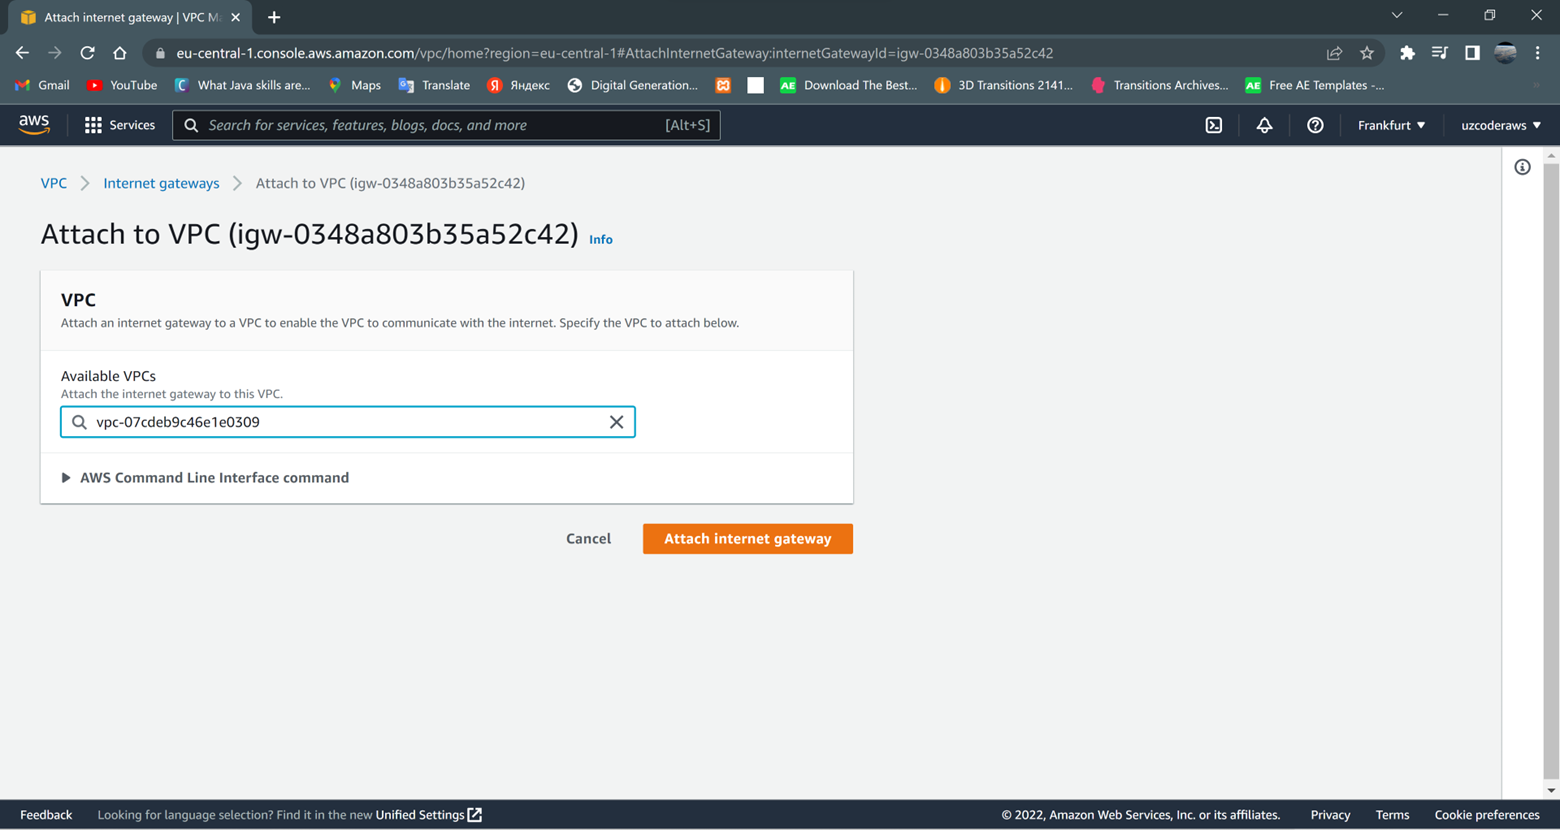 Attach internet gateway | VPC Ma
eu-central-1.console.aws.amazon.com/vpc/home?region=eu-central-1#AttachInternetGateway:internetGatewayId=igw-0348a803b35a52c42
Gmail YouTube What Java skills are... Maps Translate Яндекс Digital Generation... Download The Best... 3D Transitions 2141... Transitions Archives... Free AE Templates -...
aws Services Search for services, features, blogs, docs, and more [Alt+S] Frankfurt uzcoderaws
VPC Internet gateways Attach to VPC (igw-0348a803b35a52c42)
Attach to VPC (igw-0348a803b35a52c42) Info
VPC
Attach an internet gateway to a VPC to enable the VPC to communicate with the internet. Specify the VPC to attach below.
Available VPCs
Attach the internet gateway to this VPC.
vpc-07cdeb9c46e1e0309
AWS Command Line Interface command
Cancel Attach internet gateway
Feedback Looking for language selection? Find it in the new Unified Settings © 2022, Amazon Web Services, Inc. or its affiliates. Privacy Terms Cookie preferences